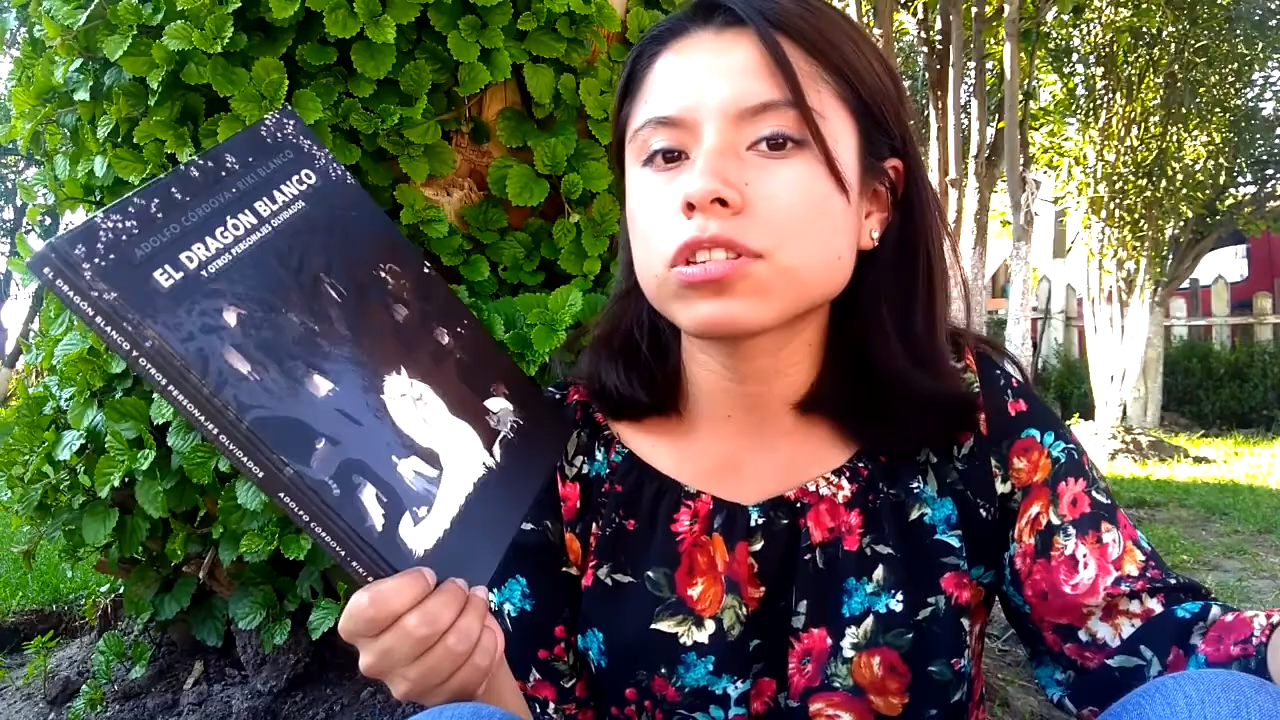 ADOLFO CÓRDOVA • RIKI BLANCO
EL DRAGÓN BLANCO
Y OTROS PERSONAJES OLVIDADOS
EL DRAGÓN BLANCO Y OTROS PERSONAJES OLVIDADOS ADOLFO CÓRDOVA • RIKI